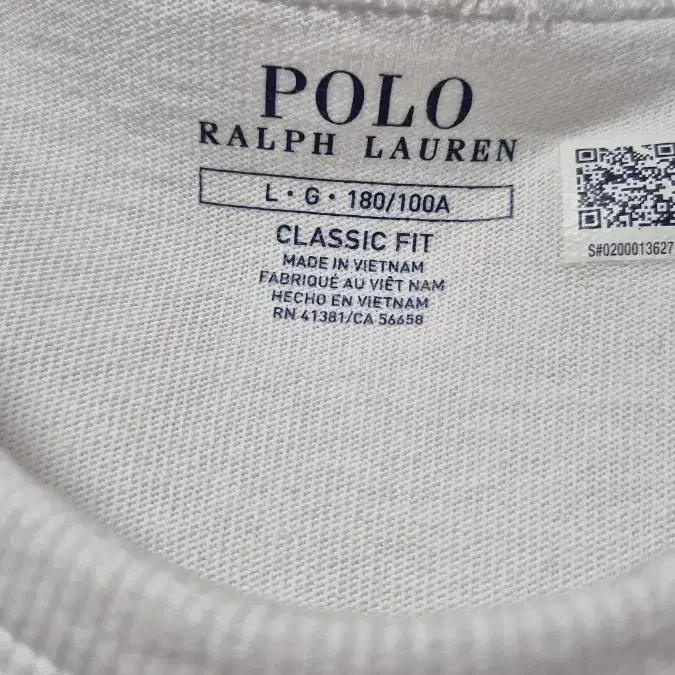 POLO
RALPH LAUREN
L • G • 180/100A
CLASSIC FIT
MADE IN VIETNAM
FABRIQUÉ AU VIÊT NAM
HECHO EN VIETNAM
RN 41381/CA 56658
S#0200013627